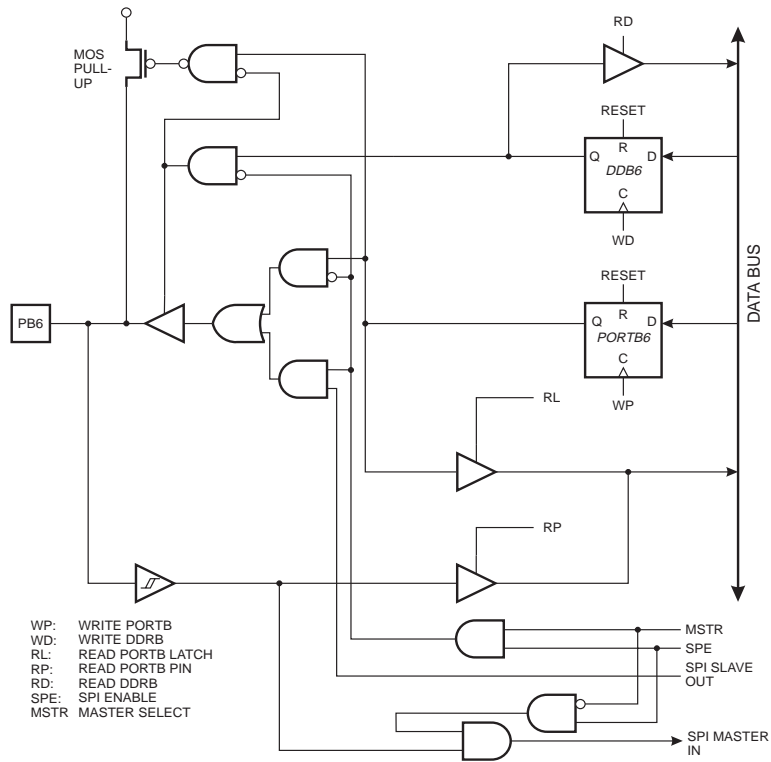 RD
MOS
PULL-
UP
RESET
R
Q
D
DDB6
C
WD
DATA BUS
RESET
R
Q
D
PORTB6
C
WP
PB6
RL
RP
WP: WRITE PORTB
WD: WRITE DDRB
RL: READ PORTB LATCH
RP: READ PORTB PIN
RD: READ DDRB
SPE: SPI ENABLE
MSTR MASTER SELECT
MSTR
SPE
SPI SLAVE
OUT
SPI MASTER
IN